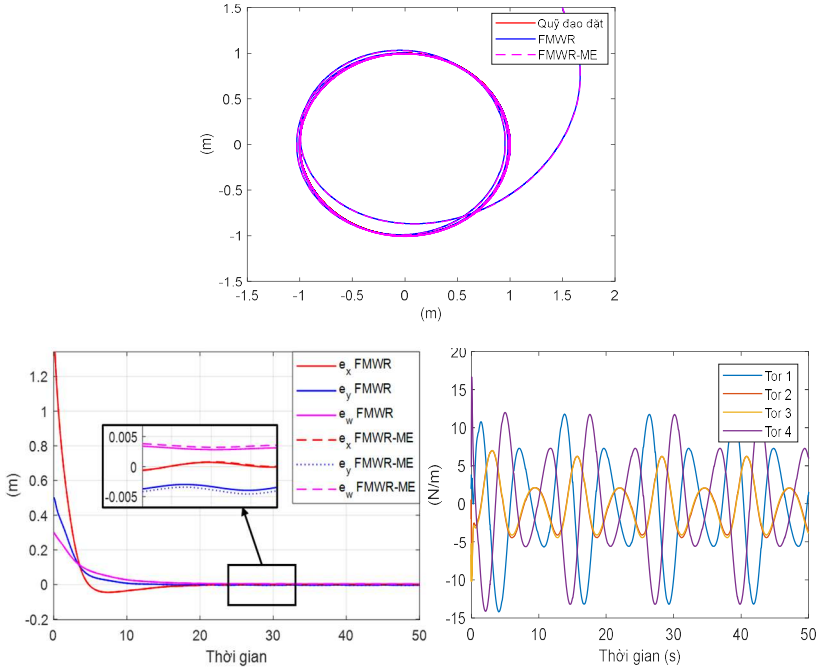 1.5
1
0.5
0
-0.5
-1
-1.5
(m)
-1.5 -1 -0.5 0 0.5 1 1.5 2
(m)
Quỹ đạo đặt
FMWR
FMWR-ME
1.2
1
0.8
0.6
0.4
0.2
0
-0.2
(m)
0 10 20 30 40 50
Thời gian
0.005
0
-0.005
e_x FMWR
e_y FMWR
e_w FMWR
e_x FMWR-ME
e_y FMWR-ME
e_w FMWR-ME
20
15
10
5
0
-5
-10
-15
(N/m)
0 10 20 30 40 50
Thời gian (s)
Tor 1
Tor 2
Tor 3
Tor 4